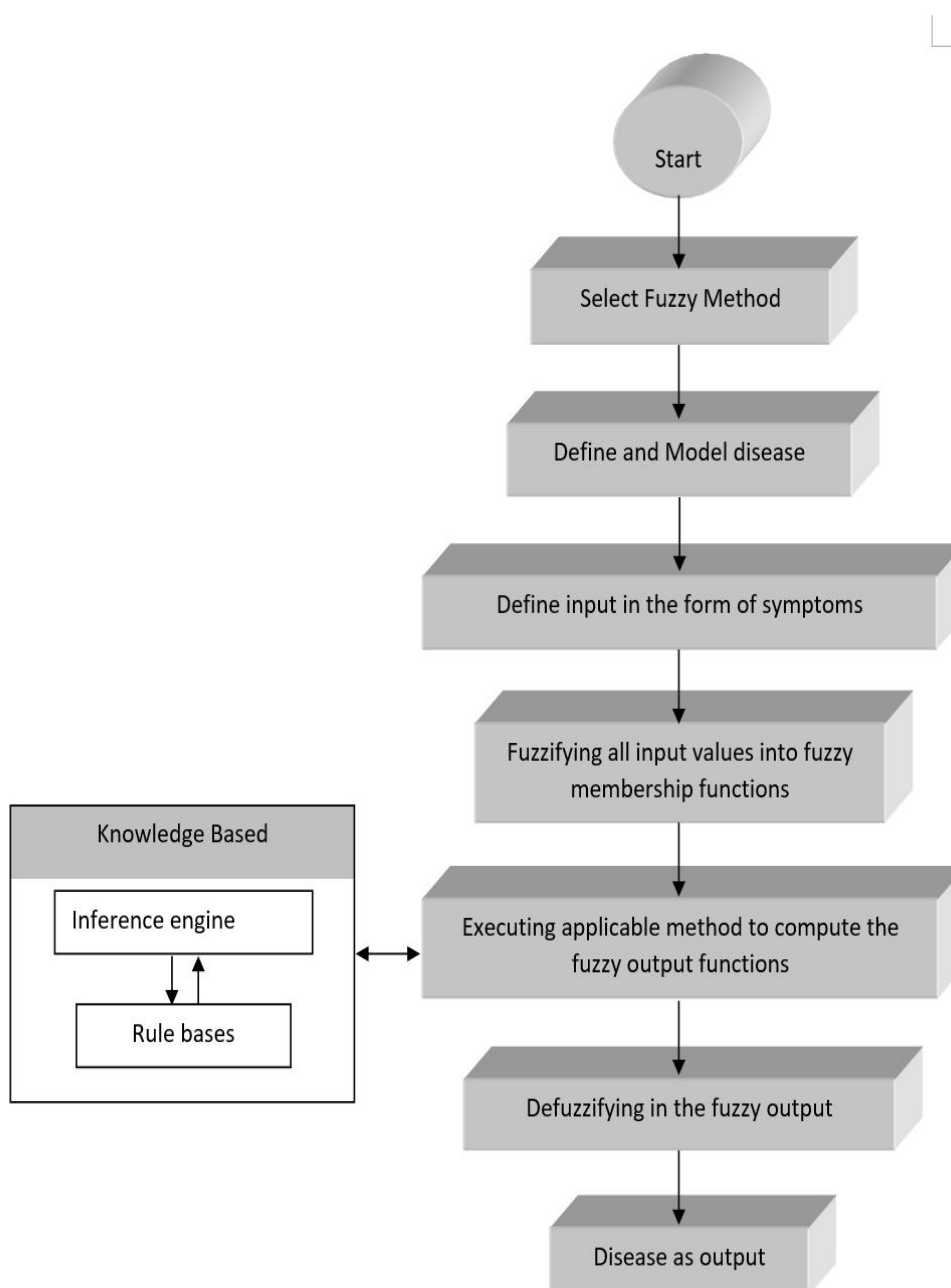 Start
Select Fuzzy Method
Define and Model disease
Define input in the form of symptoms
Fuzzifying all input values into fuzzy
membership functions
Knowledge Based
Inference engine
Rule bases
Executing applicable method to compute the
fuzzy output functions
Defuzzifying in the fuzzy output
Disease as output